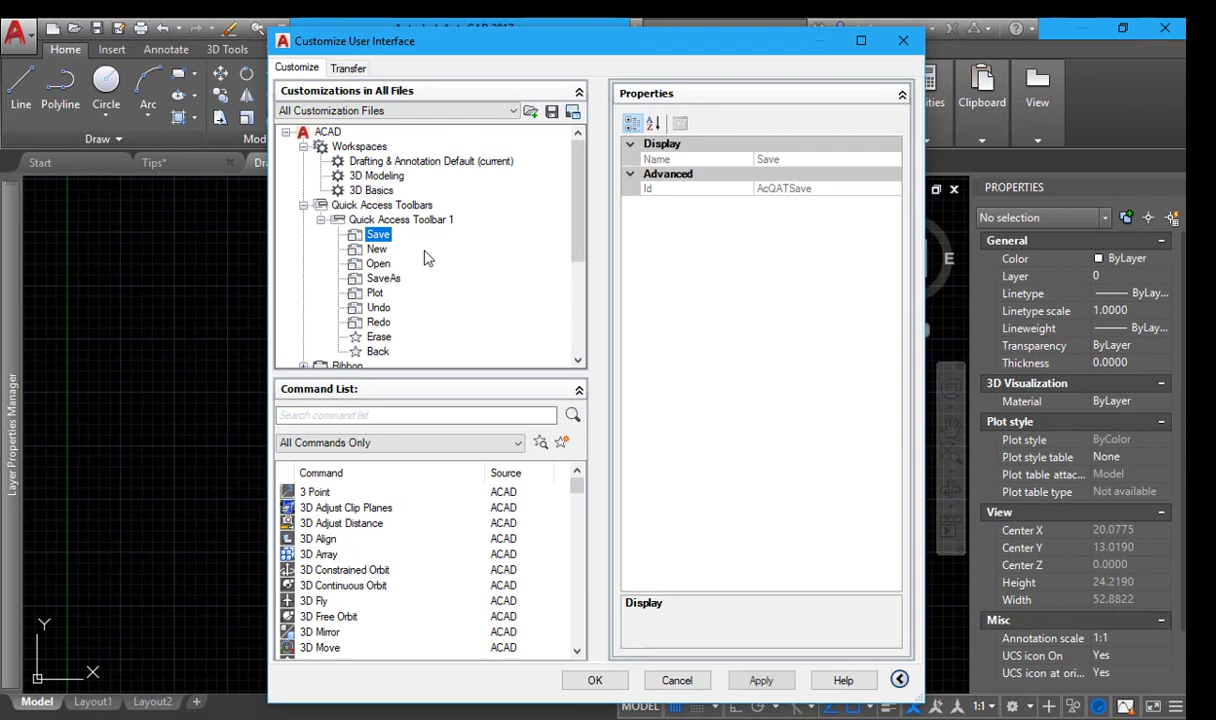 Customize User Interface
Home Insert Annotate 3D Tools
Customize Transfer
Customizations in All Files
All Customization Files
ACAD
Workspaces
Drafting & Annotation Default (current)
3D Modeling
3D Basics
Quick Access Toolbars
Quick Access Toolbar 1
Save
New
Open
SaveAs
Plot
Undo
Redo
Erase
Back
Command List:
Search command list
All Commands Only
Command Source
3 Point ACAD
3D Adjust Clip Planes ACAD
3D Adjust Distance ACAD
3D Align ACAD
3D Array ACAD
3D Constrained Orbit ACAD
3D Continuous Orbit ACAD
3D Fly ACAD
3D Free Orbit ACAD
3D Mirror ACAD
3D Move ACAD
Properties
Display
Name Save
Advanced
Id AcQATSave
Display
OK Cancel Apply Help
Line Polyline Circle Arc
Draw
Start Tips*
Layer Properties Manager
Y
X
Model Layout1 Layout2
Clipboard View
E
PROPERTIES
No selection
General
Color ByLayer
Layer 0
Linetype ByLay...
Linetype scale 1.0000
Lineweight ByLay...
Transparency ByLayer
Thickness 0.0000
3D Visualization
Material ByLayer
Plot style
Plot style ByColor
Plot style table None
Plot table attac... Model
Plot table type Not available
View
Center X 20.0775
Center Y 13.0190
Center Z 0.0000
Height 24.2190
Width 52.8822
Misc
Annotation scale 1:1
UCS icon On Yes
UCS icon at ori... Yes
MODEL 1:1